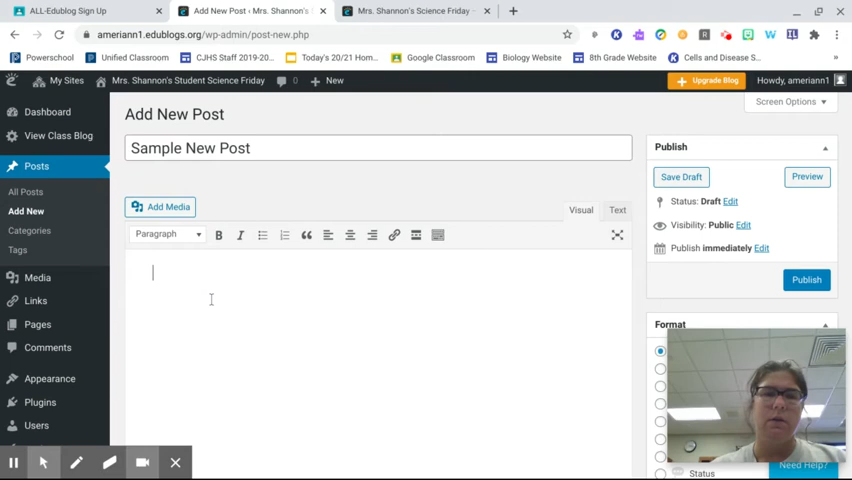 ALL-Edublog Sign Up
Add New Post ‹ Mrs. Shannon's S
Mrs. Shannon's Science Friday –
ameriann1.edublogs.org/wp-admin/post-new.php
Powerschool
Unified Classroom
CJHS Staff 2019-20...
Today's 20/21 Hom...
Google Classroom
Biology Website
8th Grade Website
Cells and Disease S...
My Sites
Mrs. Shannon's Student Science Friday
0
New
Upgrade Blog
Howdy, ameriann1
Dashboard
View Class Blog
Posts
All Posts
Add New
Categories
Tags
Media
Links
Pages
Comments
Appearance
Plugins
Users
Add New Post
Screen Options
Sample New Post
Add Media
Visual
Text
Paragraph
B
I
Publish
Save Draft
Preview
Status: Draft Edit
Visibility: Public Edit
Publish immediately Edit
Publish
Format
Status
Need Help?